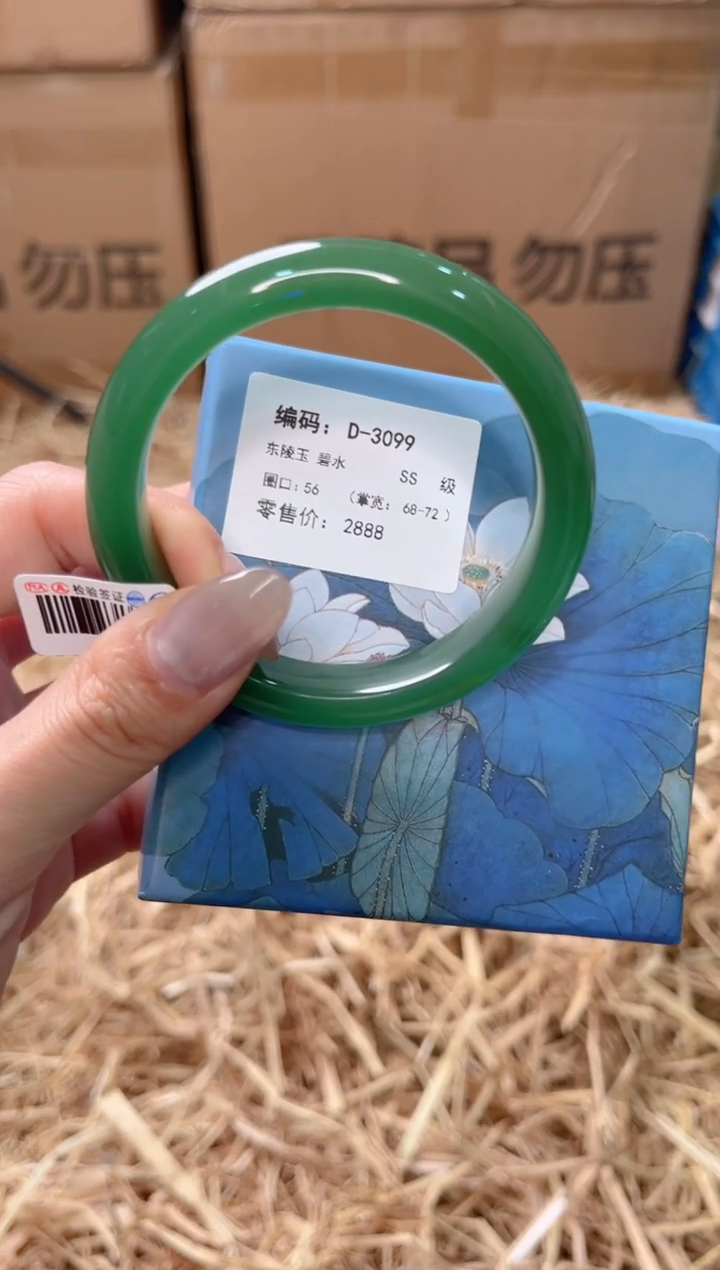 勿压
勿压
编码：D-3099
东陵玉 碧水 SS 级
圈口：56 （掌宽：68-72）
零售价：2888
检验签证